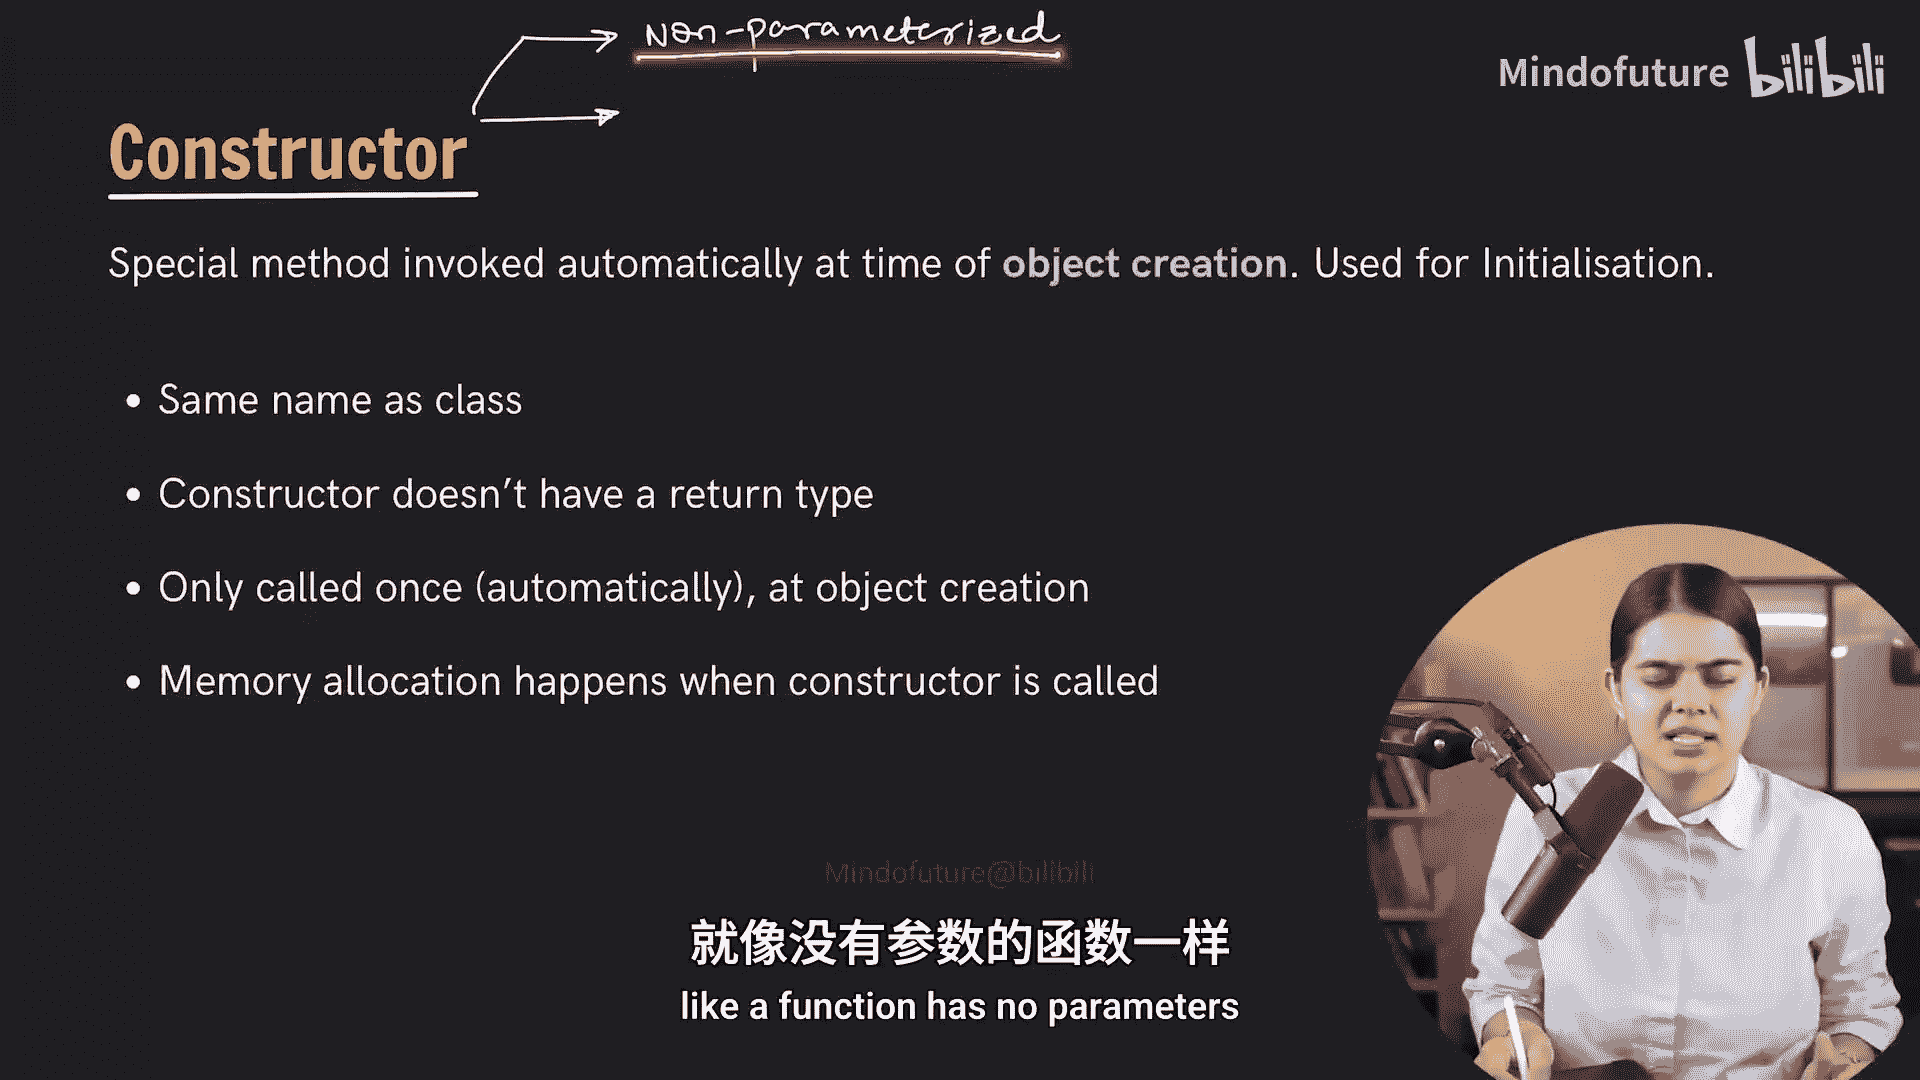 Non-parameterized
Mindofuture bilibili
Constructor
Special method invoked automatically at time of object creation. Used for Initialisation.
• Same name as class
• Constructor doesn’t have a return type
• Only called once (automatically), at object creation
• Memory allocation happens when constructor is called
Mindofuture@bilibili
就像没有参数的函数一样
like a function has no parameters